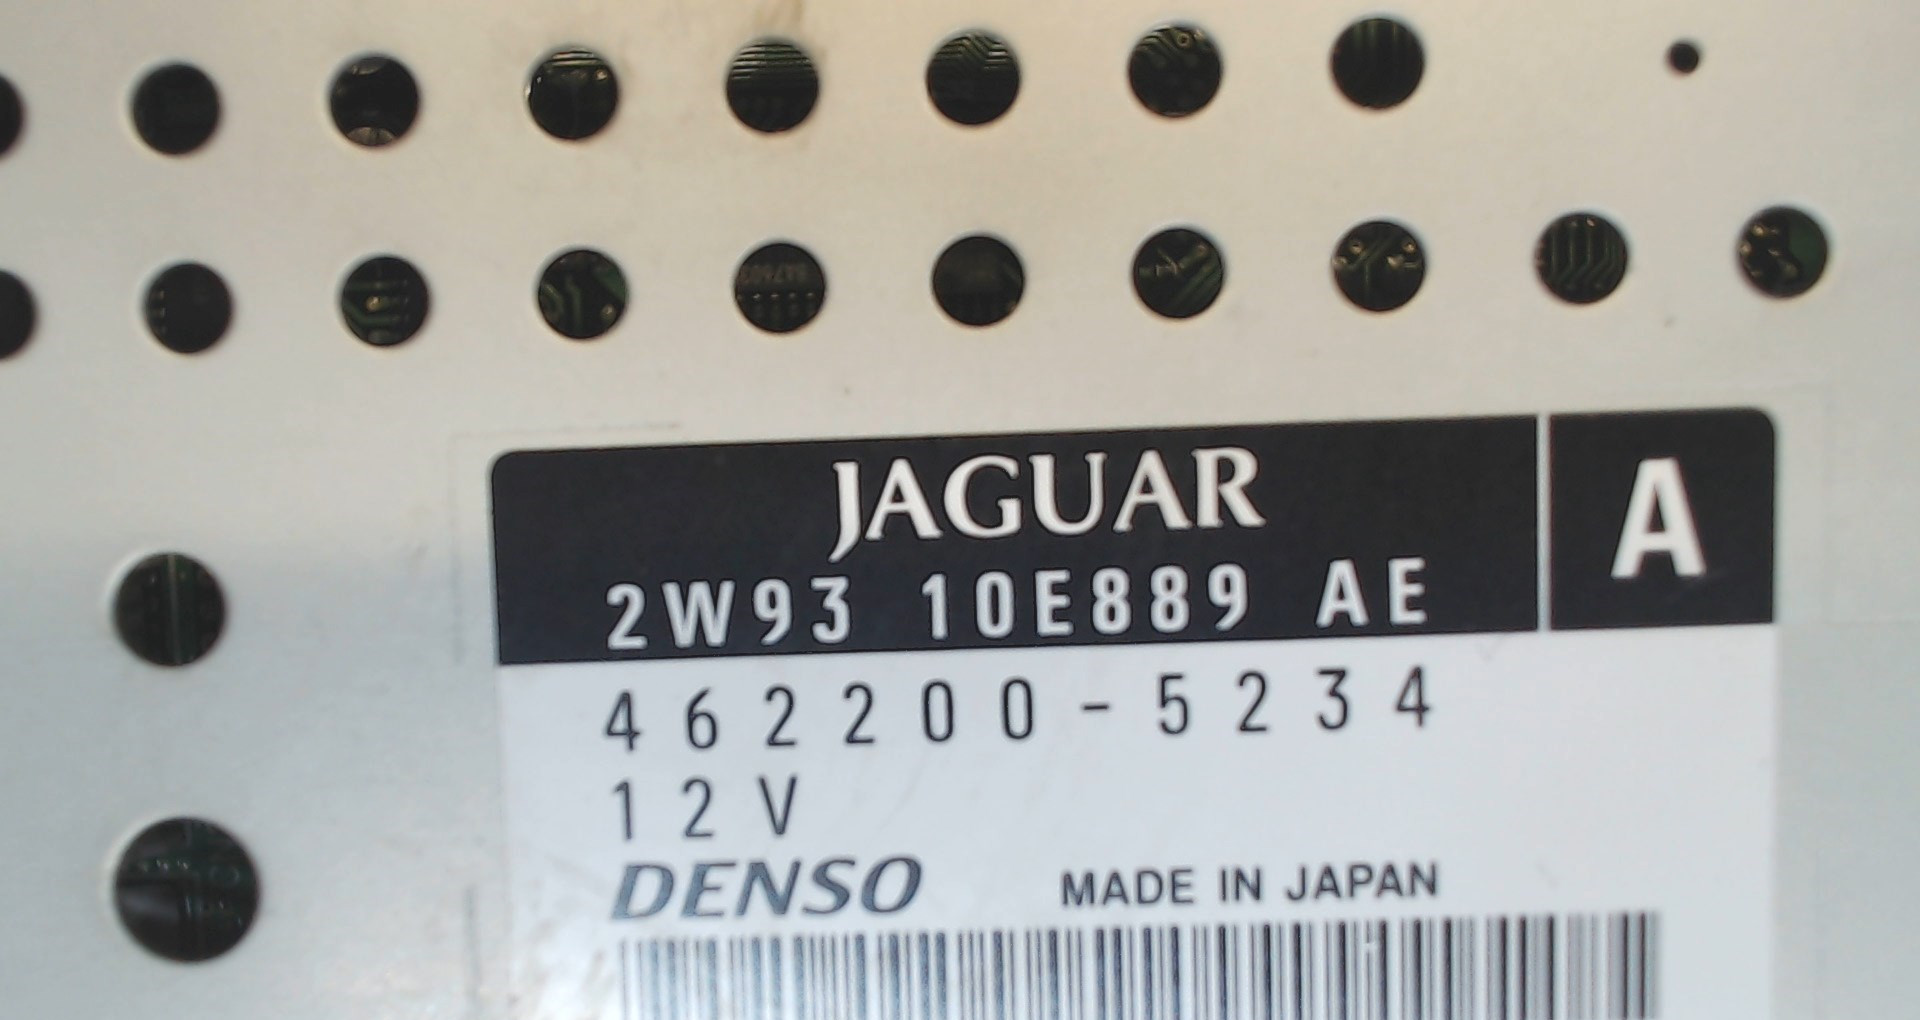 JAGUAR
A
2W93 10E889 AE
462200-5234
12V
DENSO MADE IN JAPAN